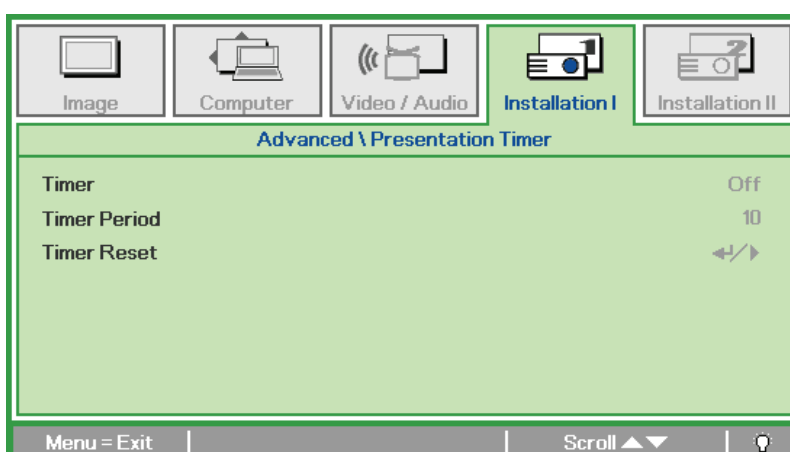 Image Computer Video / Audio Installation I Installation II
Advanced \ Presentation Timer
Timer Off
Timer Period 10
Timer Reset ↵/▶
Menu = Exit Scroll ▲▼